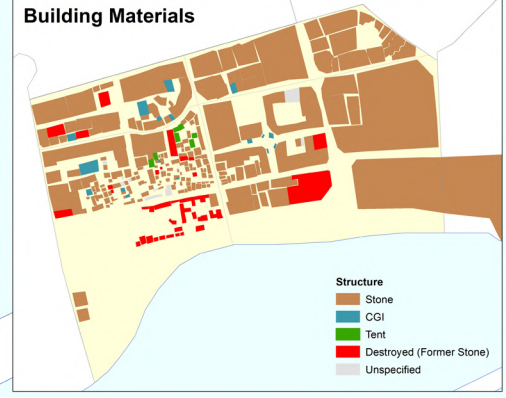 Building Materials
Structure
Stone
CGI
Tent
Destroyed (Former Stone)
Unspecified